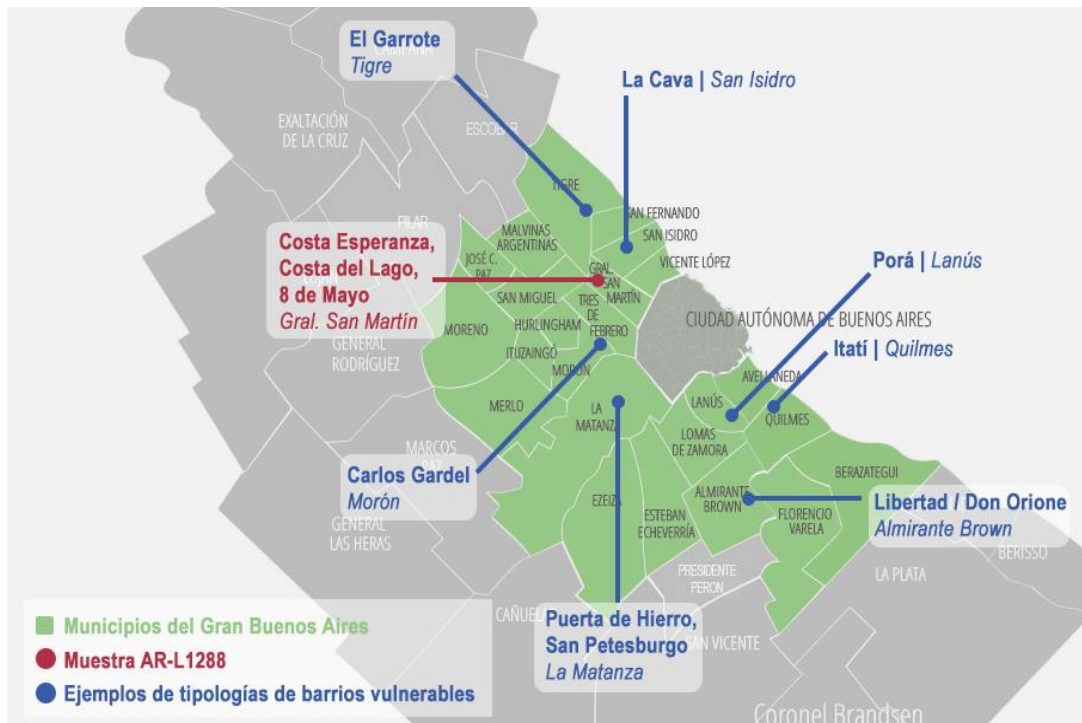 El Garrote
Tigre
La Cava | San Isidro
EXALTACIÓN
DE LA CRUZ
ESCOBAR
TIGRE
SAN FERNANDO
PILAR
MALVINAS
ARGENTINAS
SAN ISIDRO
Costa Esperanza,
Costa del Lago,
8 de Mayo
Gral. San Martín
JOSÉ C.
PAZ
GRAL.
SAN
MARTÍN
VICENTE LÓPEZ
Porá | Lanús
SAN MIGUEL
TRES
DE
FEBRERO
CIUDAD AUTÓNOMA DE BUENOS AIRES
MORENO
HURLINGHAM
Itatí | Quilmes
GENERAL
RODRÍGUEZ
ITUZAINGÓ
MORÓN
AVELLANEDA
MERLO
LA
MATANZA
LANÚS
QUILMES
LOMAS
DE ZAMORA
MARCOS
BERAZATEGUI
Carlos Gardel
Morón
EZEIZA
ALMIRANTE
BROWN
Libertad / Don Orione
Almirante Brown
ESTEBAN
ECHEVERRÍA
FLORENCIO
VARELA
GENERAL
LAS HERAS
BERISSO
PRESIDENTE
PERON
LA PLATA
CAÑUELA
Puerta de Hierro,
San Petesburgo
La Matanza
SAN VICENTE
Municipios del Gran Buenos Aires
Muestra AR-L1288
Ejemplos de tipologías de barrios vulnerables
Coronel Brandsen